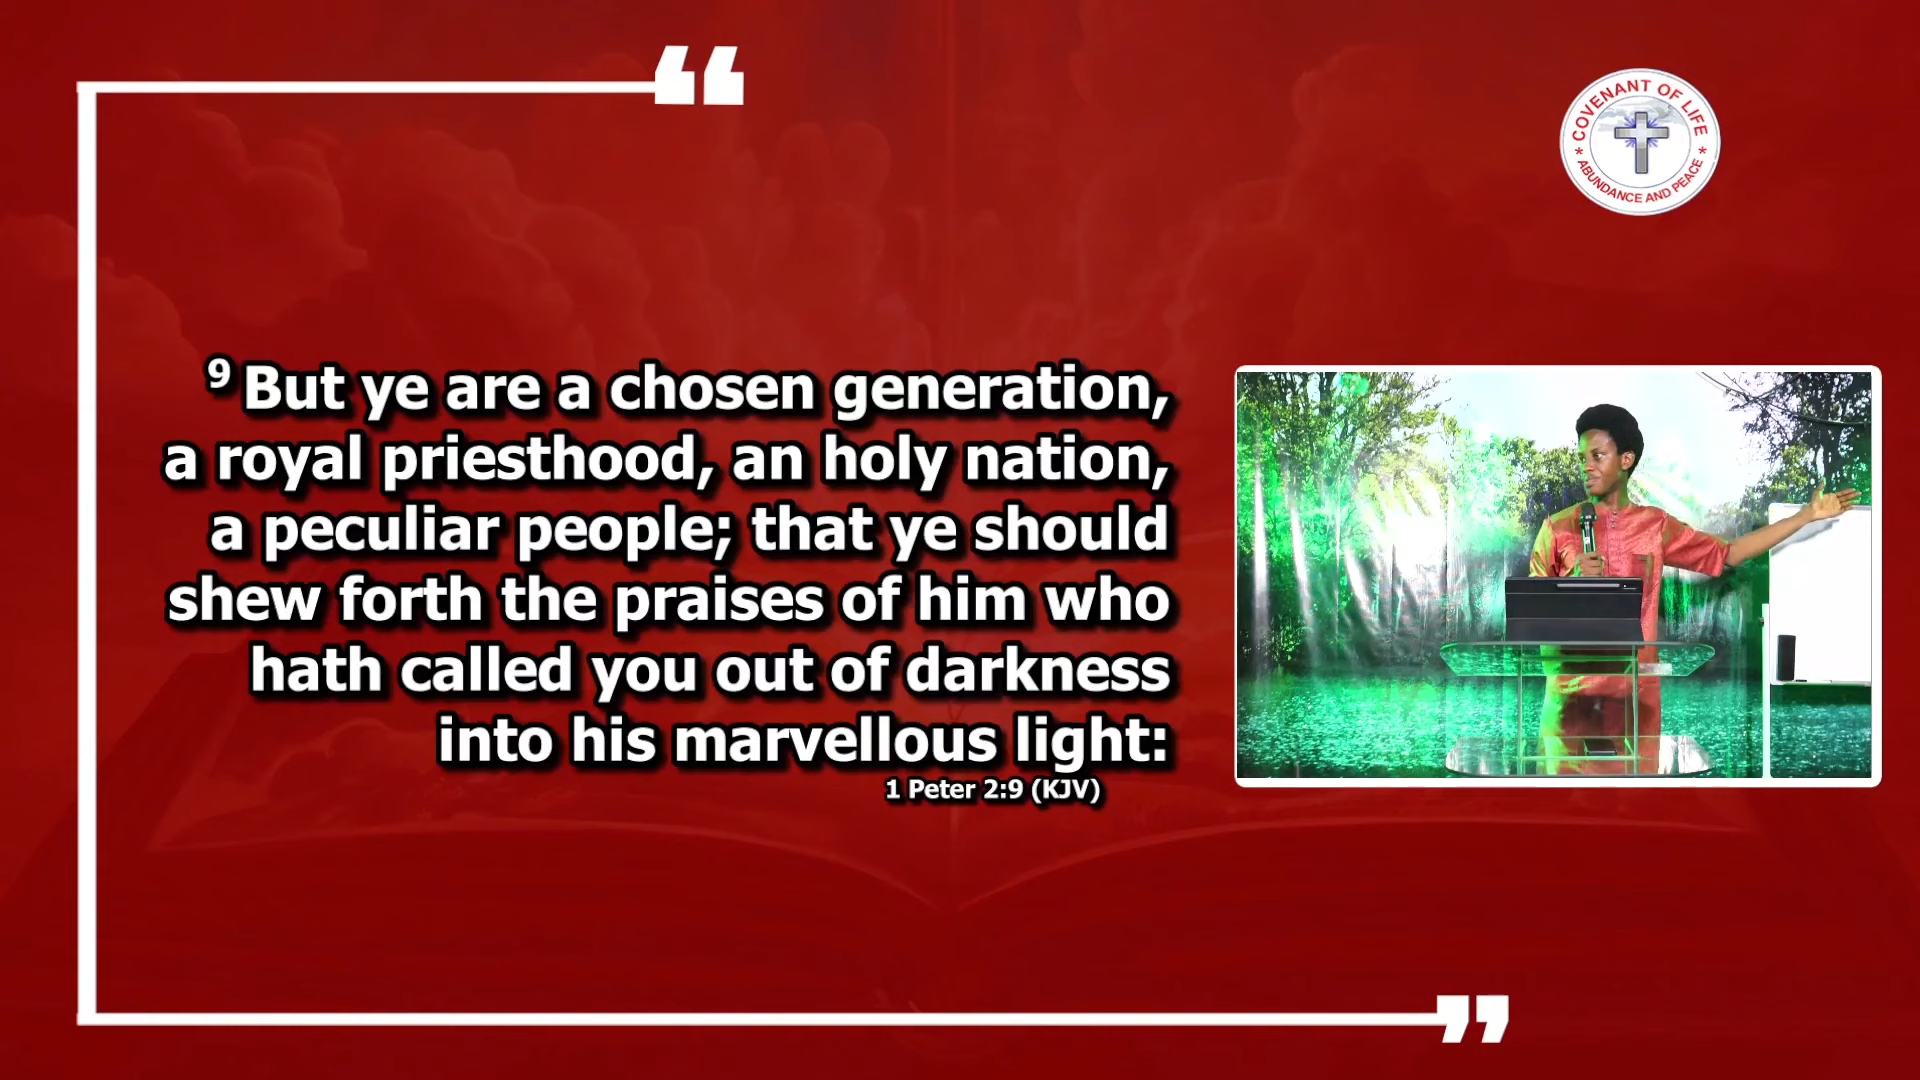 “
COVENANT OF LIFE
* ABUNDANCE AND PEACE *
9 But ye are a chosen generation,
a royal priesthood, an holy nation,
a peculiar people; that ye should
shew forth the praises of him who
hath called you out of darkness
into his marvellous light:
1 Peter 2:9 (KJV)
”